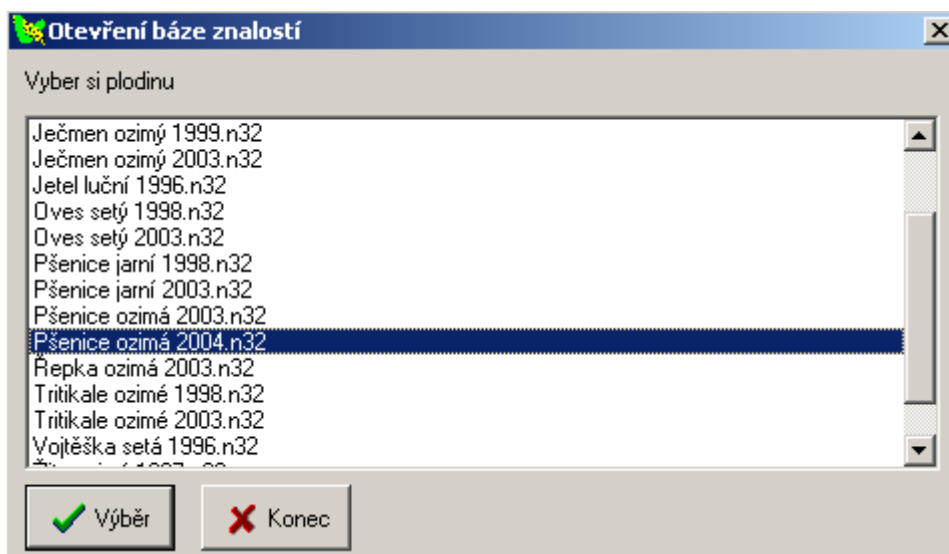 Otevření báze znalostí
Vyber si plodinu
Ječmen ozimý 1999.n32
Ječmen ozimý 2003.n32
Jetel luční 1996.n32
Oves setý 1998.n32
Oves setý 2003.n32
Pšenice jarní 1998.n32
Pšenice jarní 2003.n32
Pšenice ozimá 2003.n32
Pšenice ozimá 2004.n32
Řepka ozimá 2003.n32
Tritikale ozimé 1998.n32
Tritikale ozimé 2003.n32
Vojtěška setá 1996.n32
Výběr
Konec